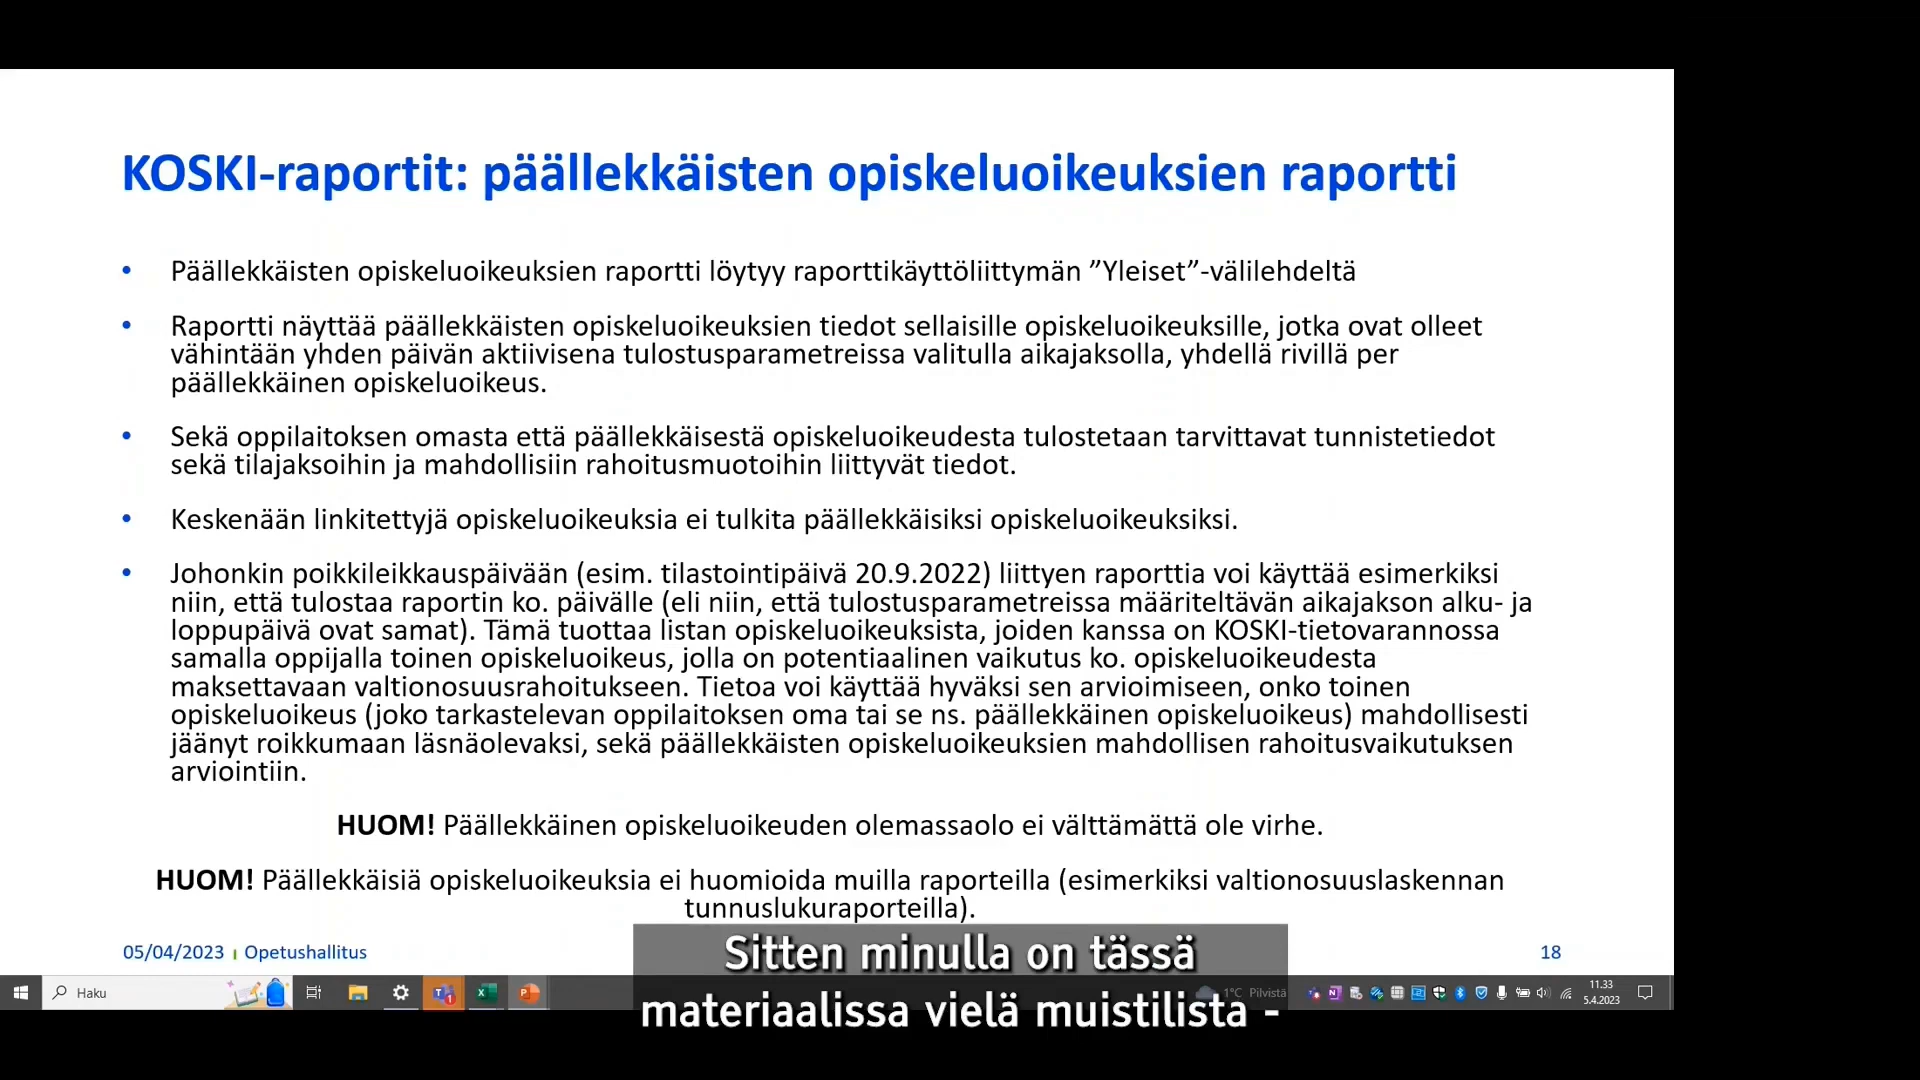 KOSKI-raportit: päällekkäisten opiskeluoikeuksien raportti
• Päällekkäisten opiskeluoikeuksien raportti löytyy raporttikäyttöliittymän ”Yleiset”-välilehdeltä
• Raportti näyttää päällekkäisten opiskeluoikeuksien tiedot sellaisille opiskeluoikeuksille, jotka ovat olleet
vähintään yhden päivän aktiivisena tulostusparametreissa valitulla aikajaksolla, yhdellä rivillä per
päällekkäinen opiskeluoikeus.
• Sekä oppilaitoksen omasta että päällekkäisestä opiskeluoikeudesta tulostetaan tarvittavat tunnistetiedot
sekä tilajaksoihin ja mahdollisiin rahoitusmuotoihin liittyvät tiedot.
• Keskenään linkitettyjä opiskeluoikeuksia ei tulkita päällekkäisiksi opiskeluoikeuksiksi.
• Johonkin poikkileikkauspäivään (esim. tilastointipäivä 20.9.2022) liittyen raporttia voi käyttää esimerkiksi
niin, että tulostaa raportin ko. päivälle (eli niin, että tulostusparametreissa määriteltävän aikajakson alku- ja
loppupäivä ovat samat). Tämä tuottaa listan opiskeluoikeuksista, joiden kanssa on KOSKI-tietovarannossa
samalla oppijalla toinen opiskeluoikeus, jolla on potentiaalinen vaikutus ko. opiskeluoikeudesta
maksettavaan valtionosuusrahoitukseen. Tietoa voi käyttää hyväksi sen arvioimiseen, onko toinen
opiskeluoikeus (joko tarkastelevan oppilaitoksen oma tai se ns. päällekkäinen opiskeluoikeus) mahdollisesti
jäänyt roikkumaan läsnäolevaksi, sekä päällekkäisten opiskeluoikeuksien mahdollisen rahoitusvaikutuksen
arviointiin.
HUOM! Päällekkäinen opiskeluoikeuden olemassaolo ei välttämättä ole virhe.
HUOM! Päällekkäisiä opiskeluoikeuksia ei huomioida muilla raporteilla (esimerkiksi valtionosuuslaskennan
tunnuslukuraporteilla).
05/04/2023 Opetushallitus
18
Sitten minulla on tässä
materiaalissa vielä muistilista -
Haku
1°C Pilvistä
11.33
5.4.2023